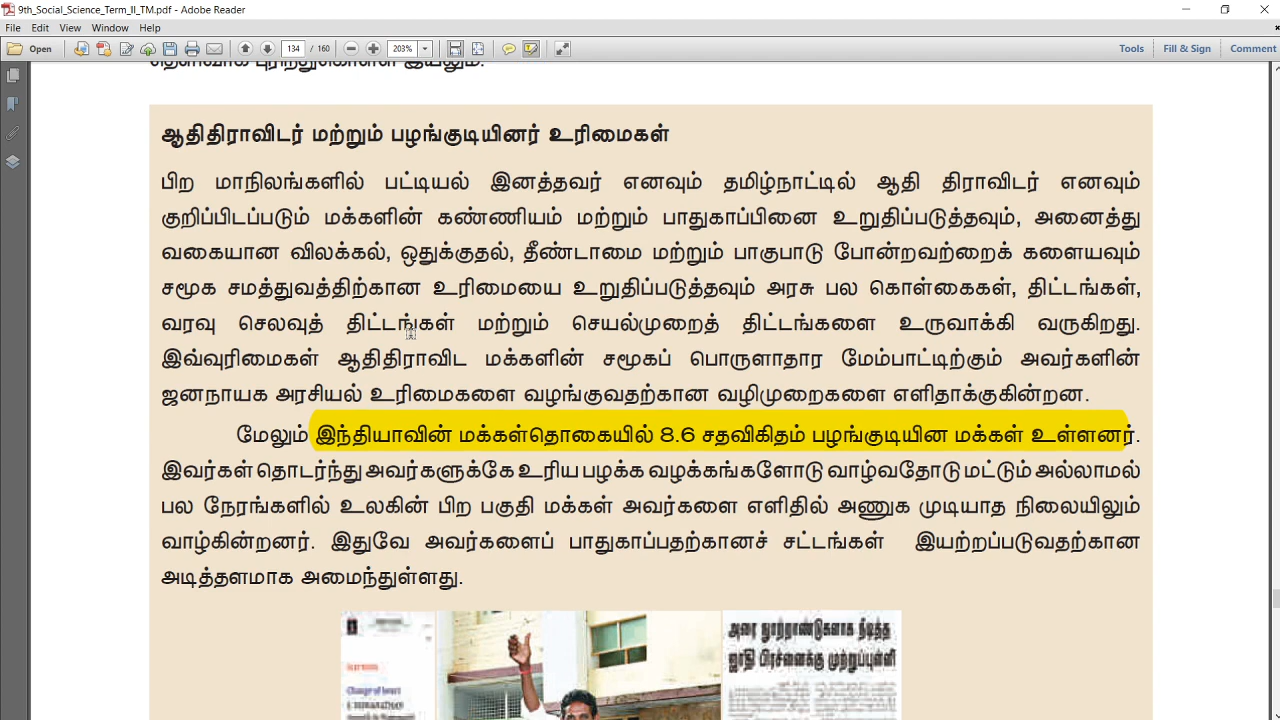 9th_Social_Science_Term_II_TM.pdf - Adobe Reader
File Edit View Window Help
Open 134 / 160 203% Tools Fill & Sign Comment
தெளிவாக புரிந்துகொள்ள இயலும்.
ஆதிதிராவிடர் மற்றும் பழங்குடியினர் உரிமைகள்
பிற மாநிலங்களில் பட்டியல் இனத்தவர் எனவும் தமிழ்நாட்டில் ஆதி திராவிடர் எனவும்
குறிப்பிடப்படும் மக்களின் கண்ணியம் மற்றும் பாதுகாப்பினை உறுதிப்படுத்தவும், அனைத்து
வகையான விலக்கல், ஒதுக்குதல், தீண்டாமை மற்றும் பாகுபாடு போன்றவற்றைக் களையவும்
சமூக சமத்துவத்திற்கான உரிமையை உறுதிப்படுத்தவும் அரசு பல கொள்கைகள், திட்டங்கள்,
வரவு செலவுத் திட்டங்கள் மற்றும் செயல்முறைத் திட்டங்களை உருவாக்கி வருகிறது.
இவ்வுரிமைகள் ஆதிதிராவிட மக்களின் சமூகப் பொருளாதார மேம்பாட்டிற்கும் அவர்களின்
ஜனநாயக அரசியல் உரிமைகளை வழங்குவதற்கான வழிமுறைகளை எளிதாக்குகின்றன.
மேலும் இந்தியாவின் மக்கள்தொகையில் 8.6 சதவிகிதம் பழங்குடியின மக்கள் உள்ளனர்.
இவர்கள் தொடர்ந்து அவர்களுக்கே உரிய பழக்க வழக்கங்களோடு வாழ்வதோடு மட்டும் அல்லாமல்
பல நேரங்களில் உலகின் பிற பகுதி மக்கள் அவர்களை எளிதில் அணுக முடியாத நிலையிலும்
வாழ்கின்றனர். இதுவே அவர்களைப் பாதுகாப்பதற்கானச் சட்டங்கள் இயற்றப்படுவதற்கான
அடித்தளமாக அமைந்துள்ளது.
அரை நூற்றாண்டுகளாக நீடித்த
ஜாதி பிரச்னைக்கு முற்றுப்புள்ளி
Change of heart